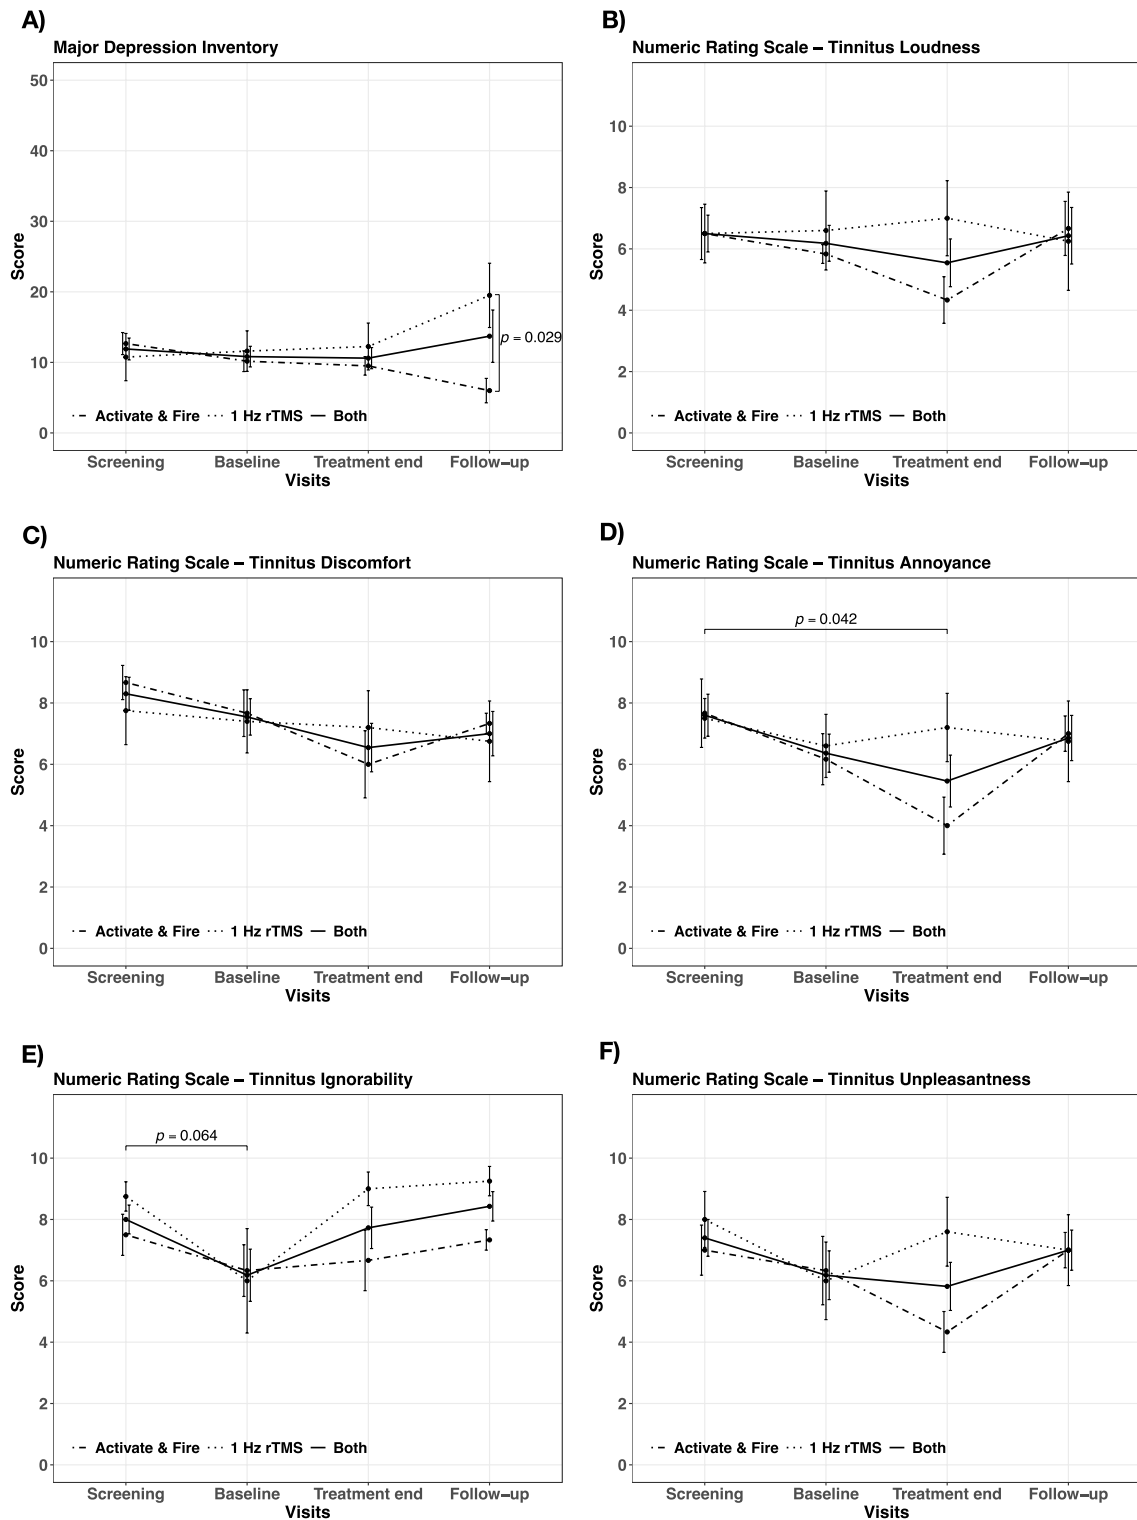 A)
Major Depression Inventory
50
40
30
20
10
0
Score
p = 0.029
Activate & Fire 1 Hz rTMS Both
Screening Baseline Treatment end Follow–up
Visits
B)
Numeric Rating Scale – Tinnitus Loudness
10
8
6
4
2
0
Score
Activate & Fire 1 Hz rTMS Both
Screening Baseline Treatment end Follow–up
Visits
C)
Numeric Rating Scale – Tinnitus Discomfort
10
8
6
4
2
0
Score
Activate & Fire 1 Hz rTMS Both
Screening Baseline Treatment end Follow–up
Visits
D)
Numeric Rating Scale – Tinnitus Annoyance
p = 0.042
10
8
6
4
2
0
Score
Activate & Fire 1 Hz rTMS Both
Screening Baseline Treatment end Follow–up
Visits
E)
Numeric Rating Scale – Tinnitus Ignorability
p = 0.064
10
8
6
4
2
0
Score
Activate & Fire 1 Hz rTMS Both
Screening Baseline Treatment end Follow–up
Visits
F)
Numeric Rating Scale – Tinnitus Unpleasantness
10
8
6
4
2
0
Score
Activate & Fire 1 Hz rTMS Both
Screening Baseline Treatment end Follow–up
Visits